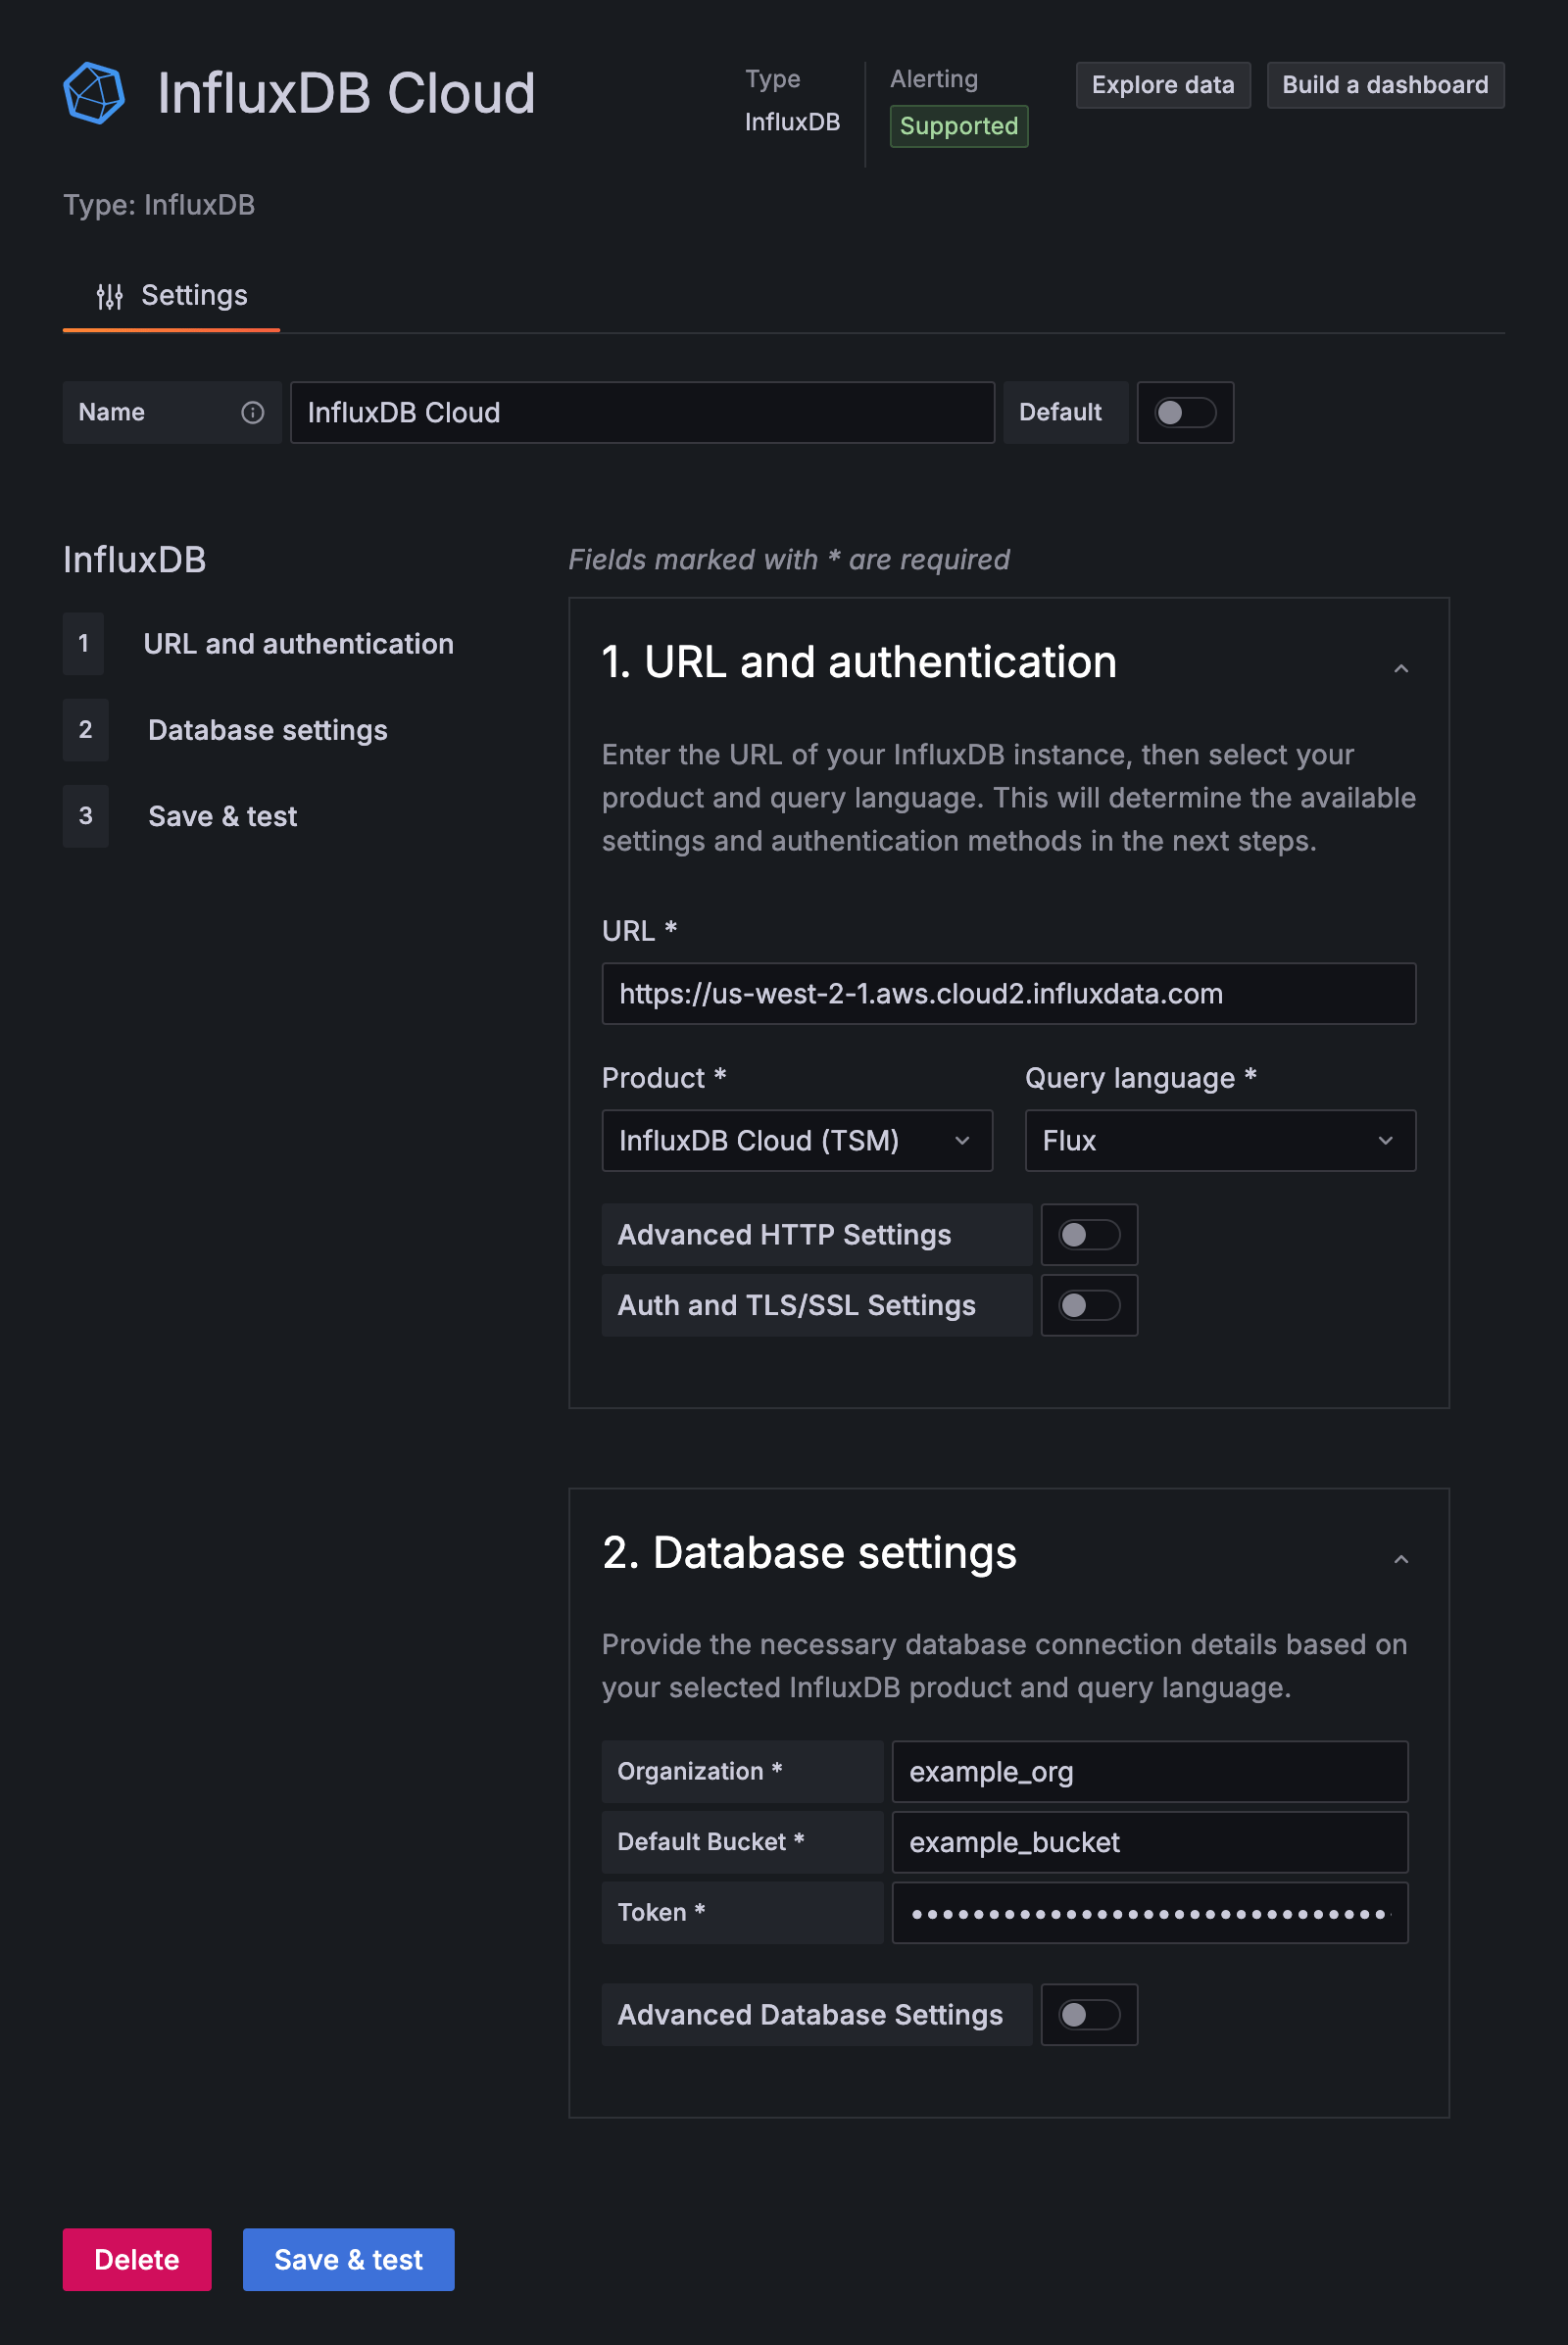 InfluxDB Cloud
Type
InfluxDB
Alerting
Supported
Explore data
Build a dashboard
Type: InfluxDB
Settings
Name
InfluxDB Cloud
Default
InfluxDB
1 URL and authentication
2 Database settings
3 Save & test
Fields marked with * are required
1. URL and authentication
Enter the URL of your InfluxDB instance, then select your
product and query language. This will determine the available
settings and authentication methods in the next steps.
URL *
https://us-west-2-1.aws.cloud2.influxdata.com
Product *
Query language *
InfluxDB Cloud (TSM)
Flux
Advanced HTTP Settings
Auth and TLS/SSL Settings
2. Database settings
Provide the necessary database connection details based on
your selected InfluxDB product and query language.
Organization *
example_org
Default Bucket *
example_bucket
Token *
Advanced Database Settings
Delete
Save & test